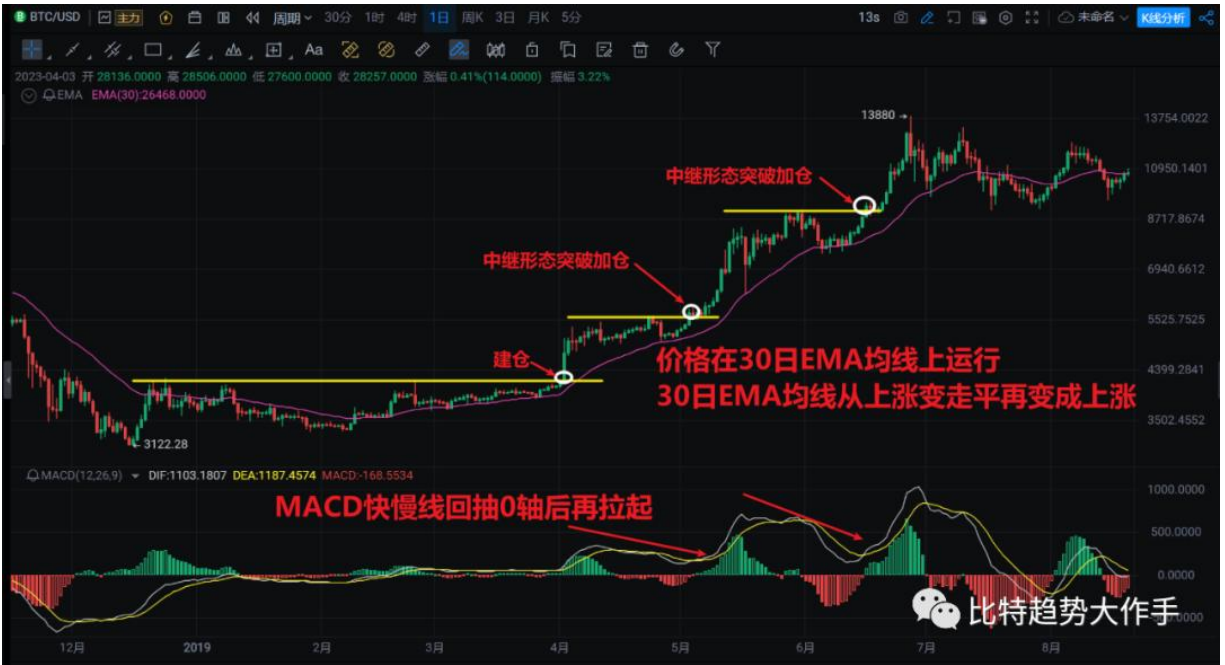 BTC/USD 主力 周期 30分 1时 4时 1日 周K 3日 月K 5分 13s 未命名 K线分析
Aa
2023-04-03 开 28136.0000 高 28506.0000 低 27600.0000 收 28257.0000 涨幅 0.41%(114.0000) 振幅 3.22%
EMA EMA(30):26468.0000
13880
13754.0022
中继形态突破加仓
10950.1401
8717.8674
中继形态突破加仓
6940.6612
5525.7525
建仓
价格在30日EMA均线上运行
4399.2841
30日EMA均线从上涨变走平再变成上涨
3502.4552
3122.28
MACD(12,26,9) DIF:1103.1807 DEA:1187.4574 MACD:-168.5534
1000.0000
MACD快慢线回抽0轴后再拉起
500.0000
0.0000
比特趋势大作手
12月 2019 2月 3月 4月 5月 6月 7月 8月